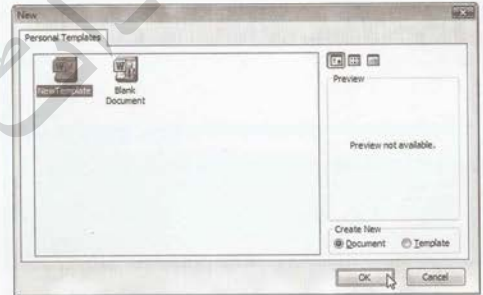 New
Personal Templates
NewTemplate
Blank
Document
Preview
Preview not available.
Create New
Document
Template
OK
Cancel